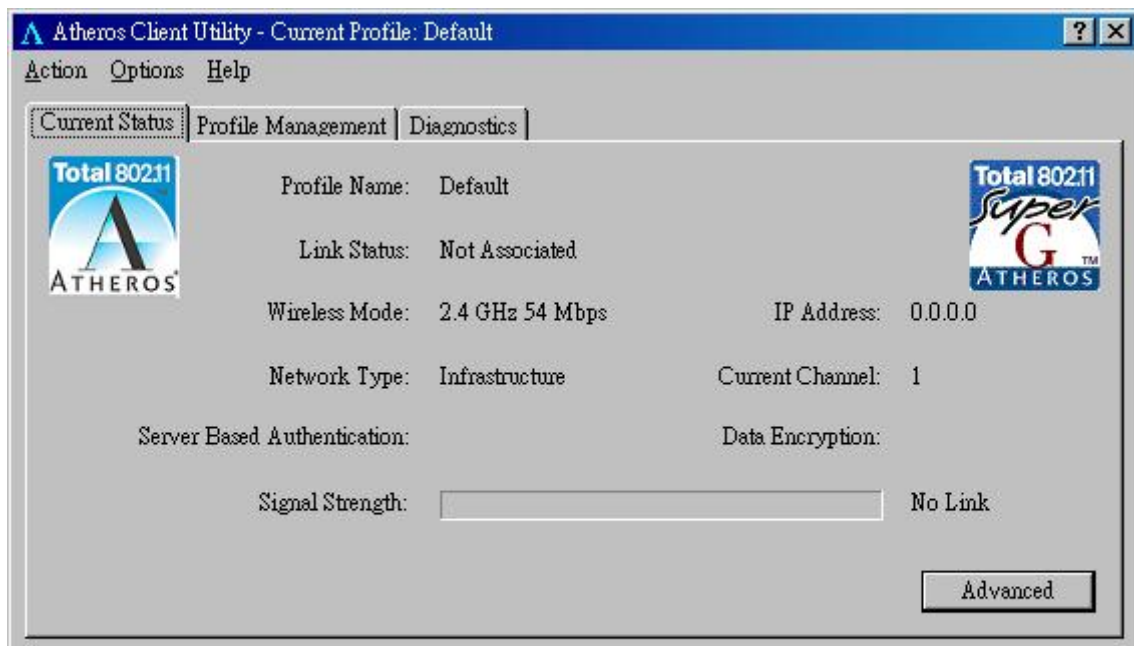 Atheros Client Utility - Current Profile: Default
Action Options Help
Current Status Profile Management Diagnostics
Total 802.11
ATHEROS
Total 802.11
Super
G TM
ATHEROS
Profile Name: Default
Link Status: Not Associated
Wireless Mode: 2.4 GHz 54 Mbps IP Address: 0.0.0.0
Network Type: Infrastructure Current Channel: 1
Server Based Authentication: Data Encryption:
Signal Strength: No Link
Advanced